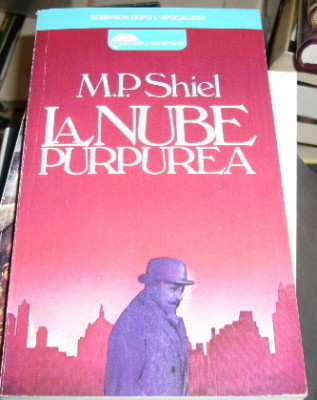 ROBINSON DOPO L'APOCALISSE
M.P. Shiel
LA NUBE
PURPUREA